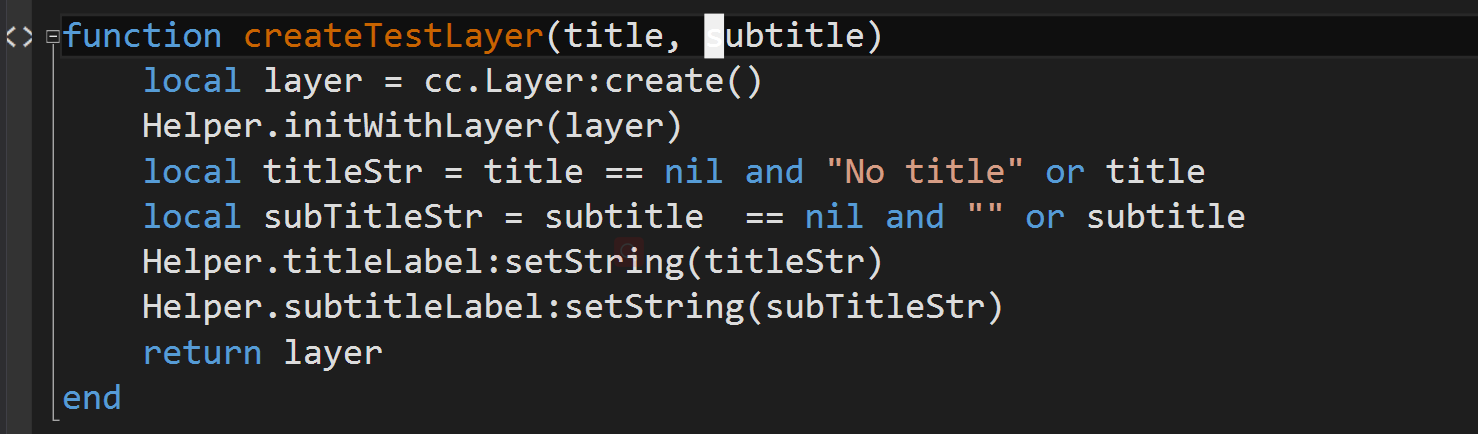 function createTestLayer(title, subtitle)
    local layer = cc.Layer:create()
    Helper.initWithLayer(layer)
    local titleStr = title == nil and "No title" or title
    local subTitleStr = subtitle  == nil and "" or subtitle
    Helper.titleLabel:setString(titleStr)
    Helper.subtitleLabel:setString(subTitleStr)
    return layer
end